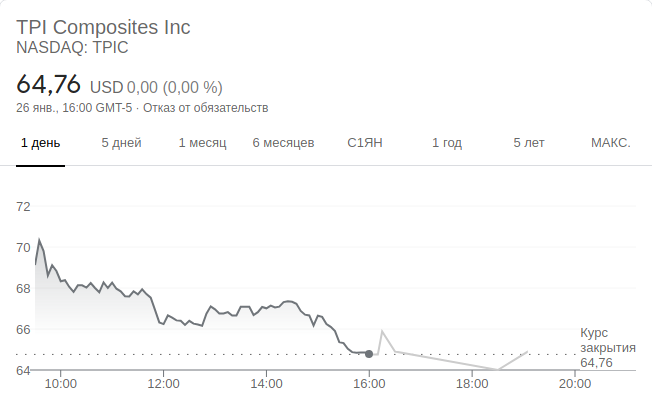 TPI Composites Inc
NASDAQ: TPIC
64,76 USD 0,00 (0,00 %)
26 янв., 16:00 GMT-5 · Отказ от обязательств
1 день 5 дней 1 месяц 6 месяцев С1ЯН 1 год 5 лет МАКС.
72
70
68
66
64
Курс
закрытия
64,76
10:00 12:00 14:00 16:00 18:00 20:00